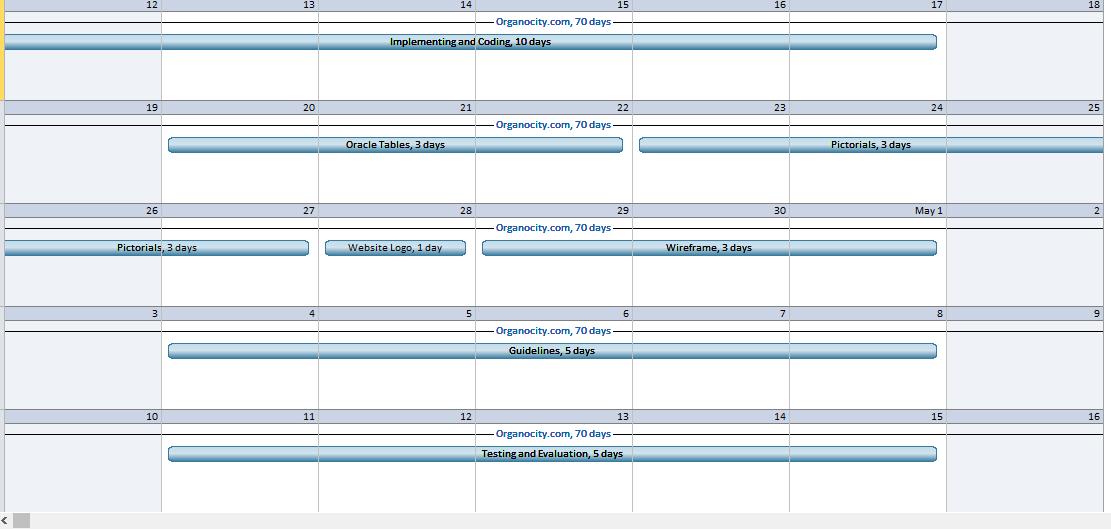 12 13 14 15 16 17 18
Organocity.com, 70 days
Implementing and Coding, 10 days
19 20 21 22 23 24 25
Organocity.com, 70 days
Oracle Tables, 3 days Pictorials, 3 days
26 27 28 29 30 May 1 2
Organocity.com, 70 days
Pictorials, 3 days Website Logo, 1 day Wireframe, 3 days
3 4 5 6 7 8 9
Organocity.com, 70 days
Guidelines, 5 days
10 11 12 13 14 15 16
Organocity.com, 70 days
Testing and Evaluation, 5 days